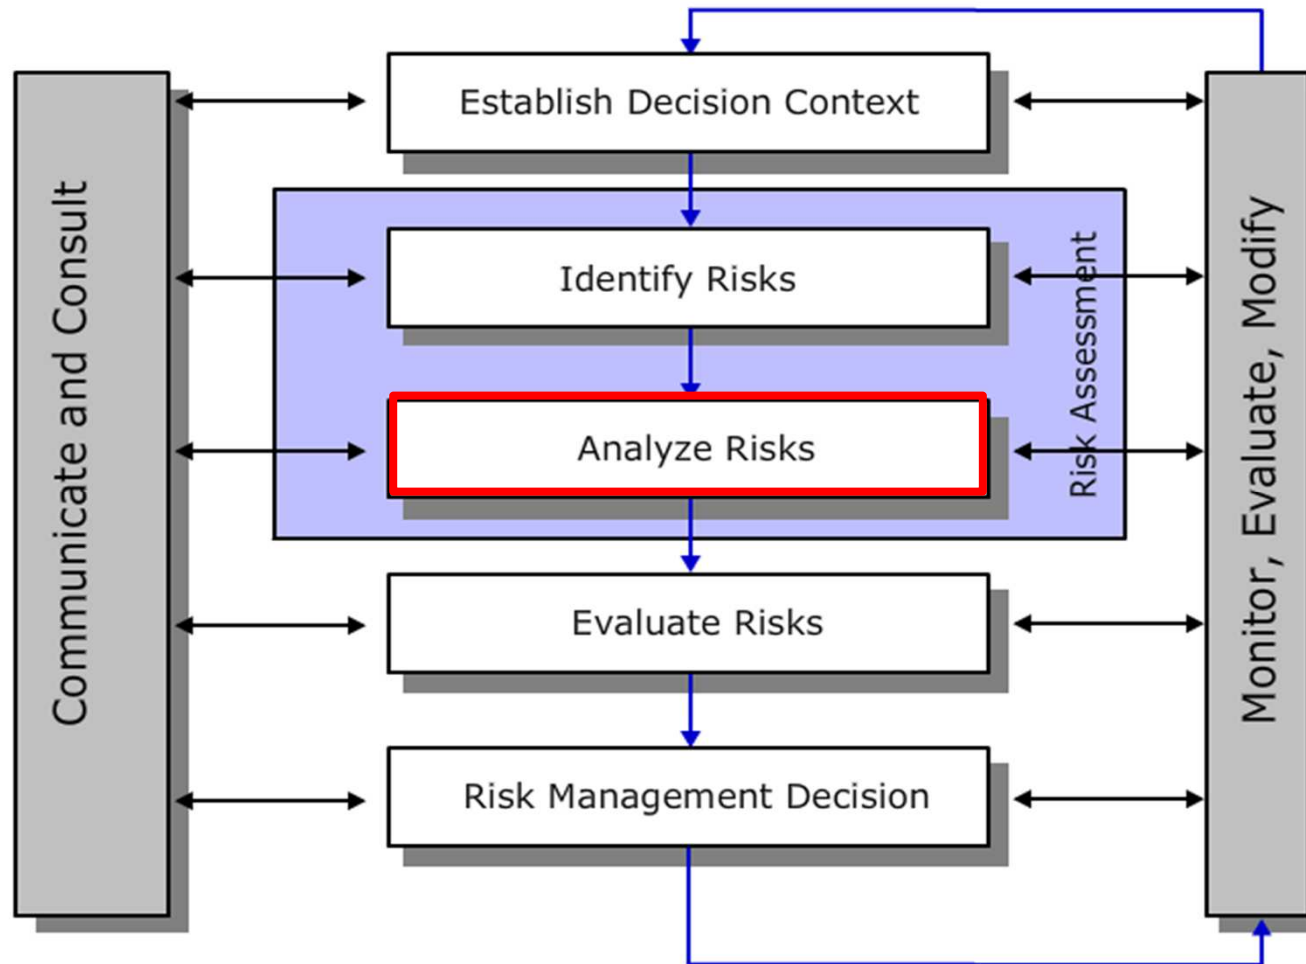 Establish Decision Context
Communicate and Consult
Identify Risks
Risk Assessment
Analyze Risks
Monitor, Evaluate, Modify
Evaluate Risks
Risk Management Decision